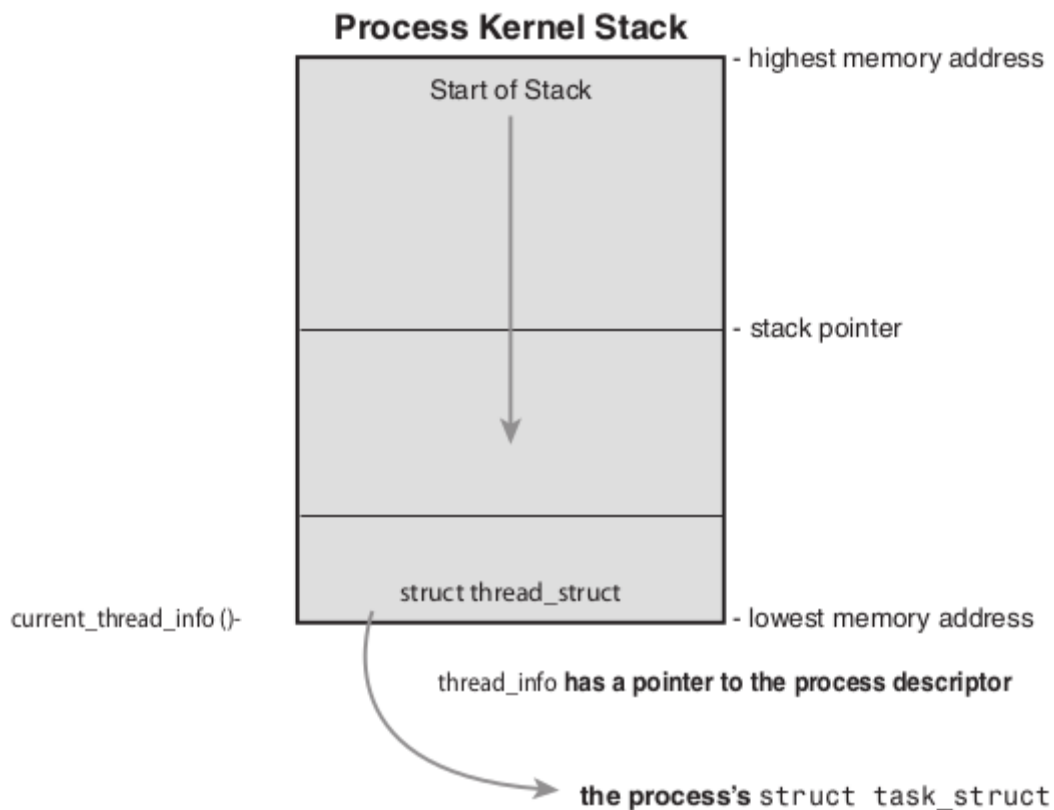 Process Kernel Stack
- highest memory address
Start of Stack
- stack pointer
struct thread_struct
current_thread_info ()-
- lowest memory address
thread_info has a pointer to the process descriptor
the process's struct task_struct